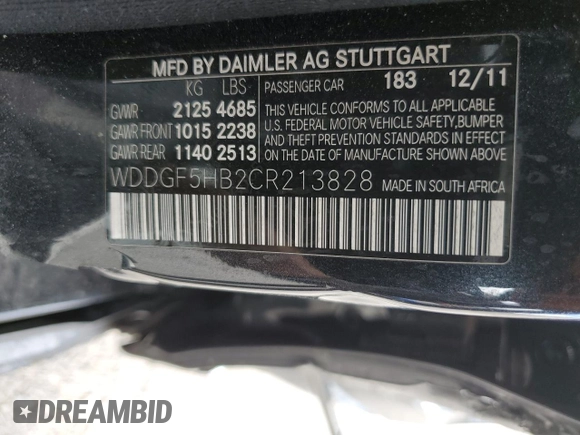 MFD BY DAIMLER AG STUTTGART
KG LBS PASSENGER CAR 183 12/11
GVWR 2125 4685
GAWR FRONT 1015 2238
GAWR REAR 1140 2513
THIS VEHICLE CONFORMS TO ALL APPLICABLE
U.S. FEDERAL MOTOR VEHICLE SAFETY,BUMPER
AND THEFT PREVENTION STANDARDS IN EFFECT
ON THE DATE OF MANUFACTURE SHOWN ABOVE
WDDGF5HB2CR213828 MADE IN SOUTH AFRICA
DREAMBID